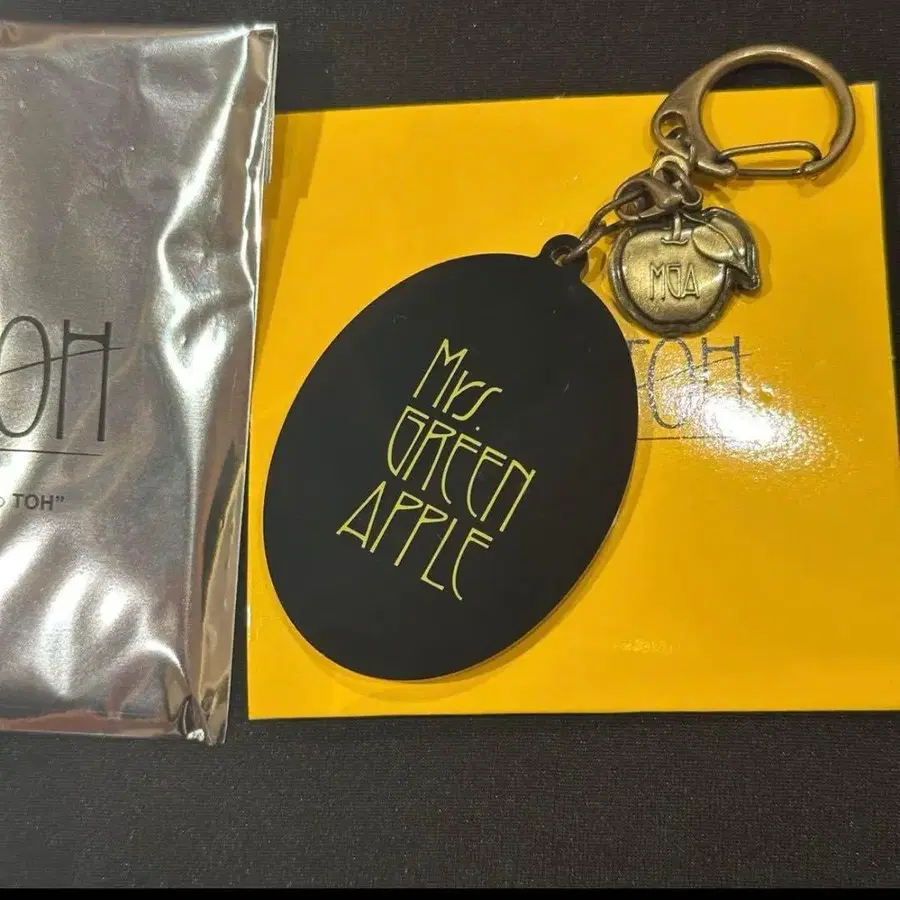 TOH
TOH”
Mrs.
GREEN
APPLE
MGA
TOH